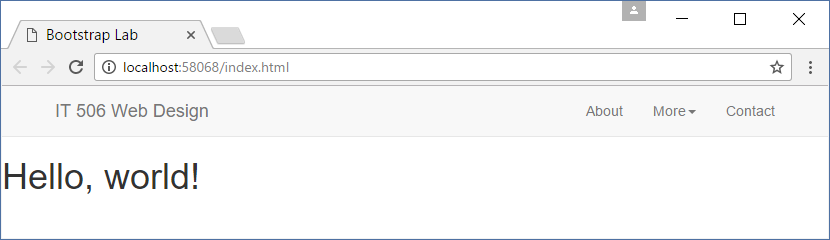 Bootstrap Lab
localhost:58068/index.html
IT 506 Web Design About More Contact
Hello, world!